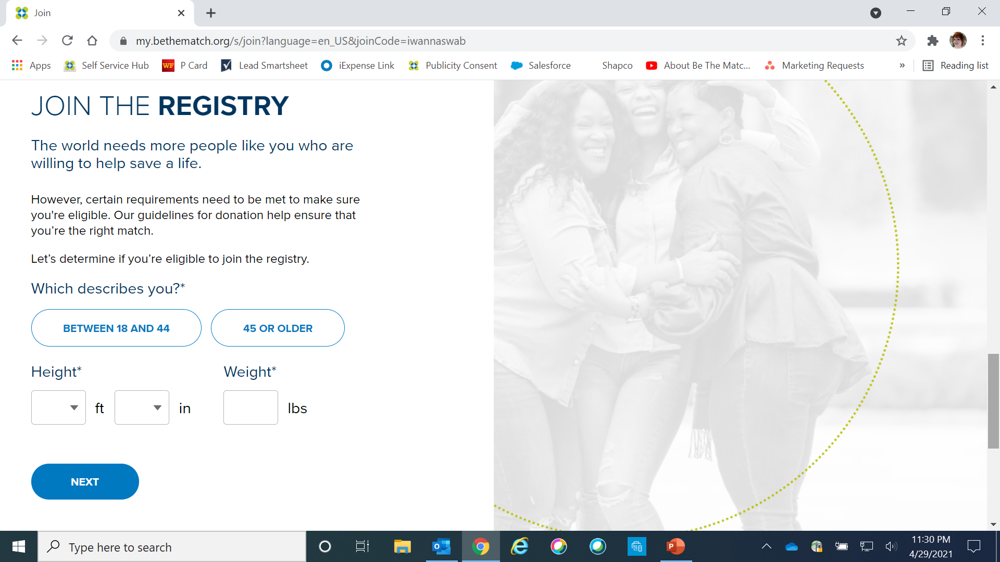 Join
my.bethematch.org/s/join?language=en_US&joinCode=iwannaswab
Apps Self Service Hub WF P Card Lead Smartsheet iExpense Link Publicity Consent Salesforce Shapco About Be The Matc... Marketing Requests » Reading list
JOIN THE REGISTRY
The world needs more people like you who are
willing to help save a life.
However, certain requirements need to be met to make sure
you're eligible. Our guidelines for donation help ensure that
you’re the right match.
Let’s determine if you’re eligible to join the registry.
Which describes you?*
BETWEEN 18 AND 44 45 OR OLDER
Height* Weight*
ft in lbs
NEXT
Type here to search
11:30 PM
4/29/2021